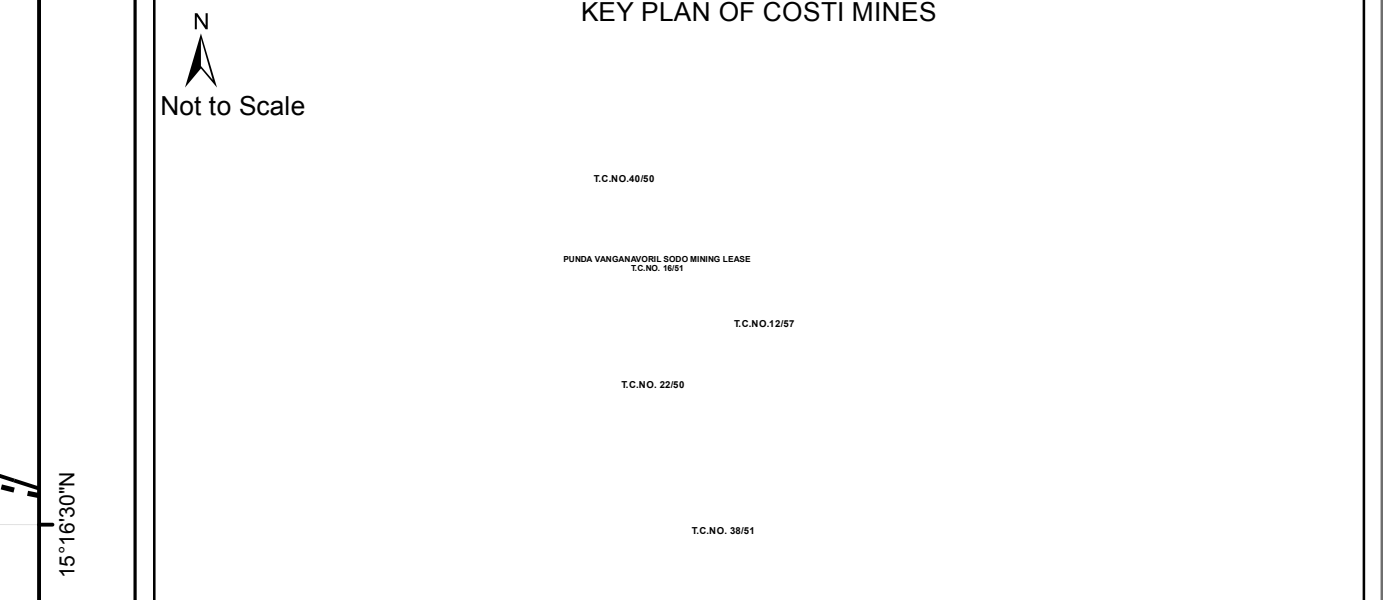 KEY PLAN OF COSTI MINES
N
Not to Scale
T.C.NO.40/50
PUNDA VANGANAVORIL SODO MINING LEASE
T.C.NO. 16/51
T.C.NO.12/57
T.C.NO. 22/50
15°16'30"N
T.C.NO. 38/51